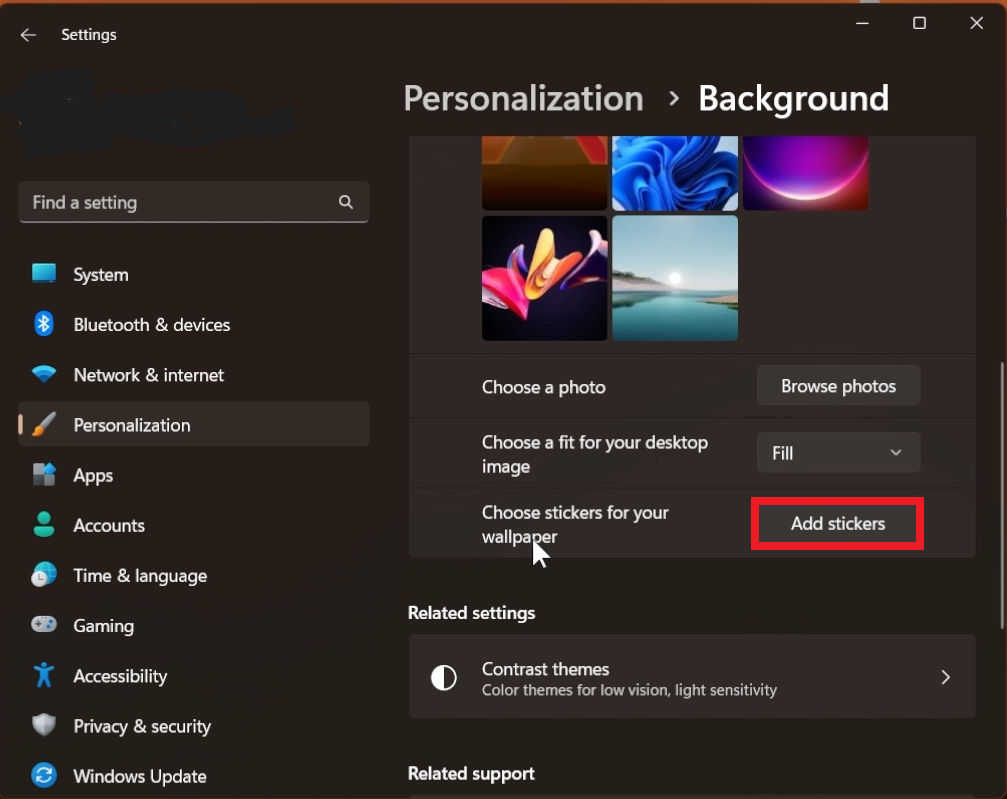 Settings
Personalization > Background
Find a setting
System
Bluetooth & devices
Network & internet
Personalization
Apps
Accounts
Time & language
Gaming
Accessibility
Privacy & security
Windows Update
Choose a photo
Browse photos
Choose a fit for your desktop
image
Fill
Choose stickers for your
wallpaper
Add stickers
Related settings
Contrast themes
Color themes for low vision, light sensitivity
Related support